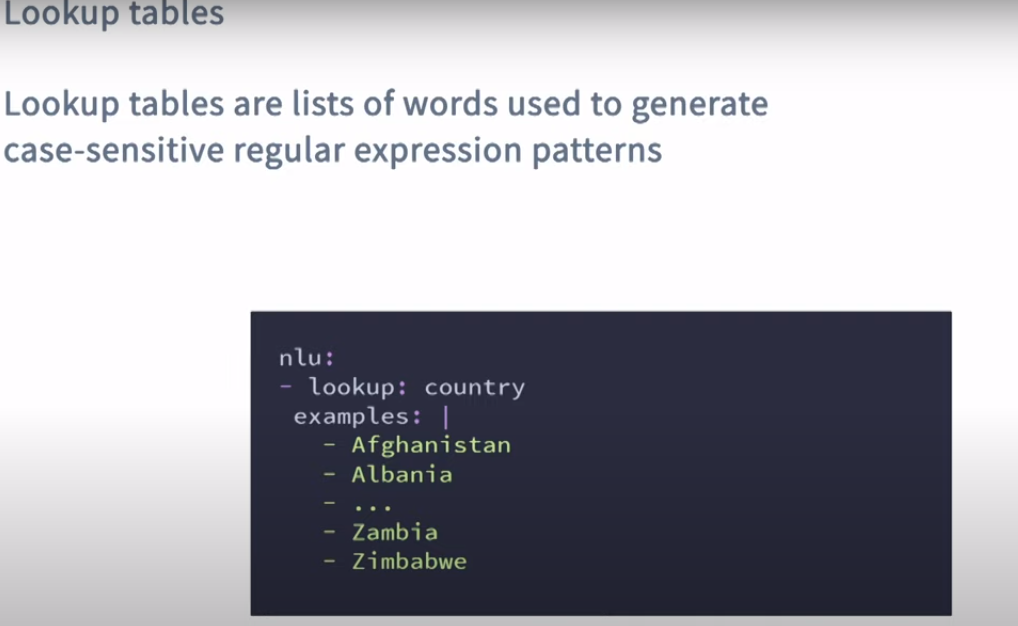 Lookup tables
Lookup tables are lists of words used to generate
case-sensitive regular expression patterns
nlu:
- lookup: country
examples: |
- Afghanistan
- Albania
- ...
- Zambia
- Zimbabwe